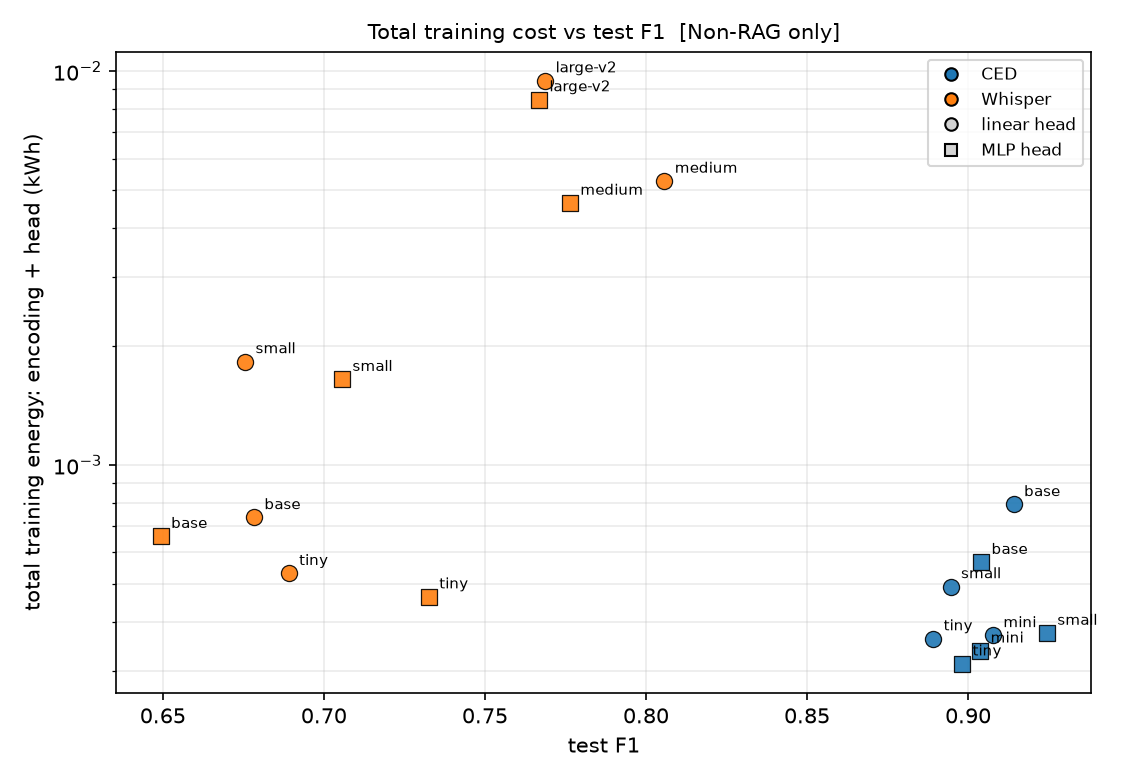 Total training cost vs test F1  [Non-RAG only]
total training energy: encoding + head (kWh)
10⁻²
10⁻³
CED
Whisper
linear head
MLP head
large-v2
large-v2
medium
medium
small
small
base
base
tiny
tiny
base
base
small
tiny
mini
small
mini
tiny
0.65
0.70
0.75
0.80
0.85
0.90
test F1